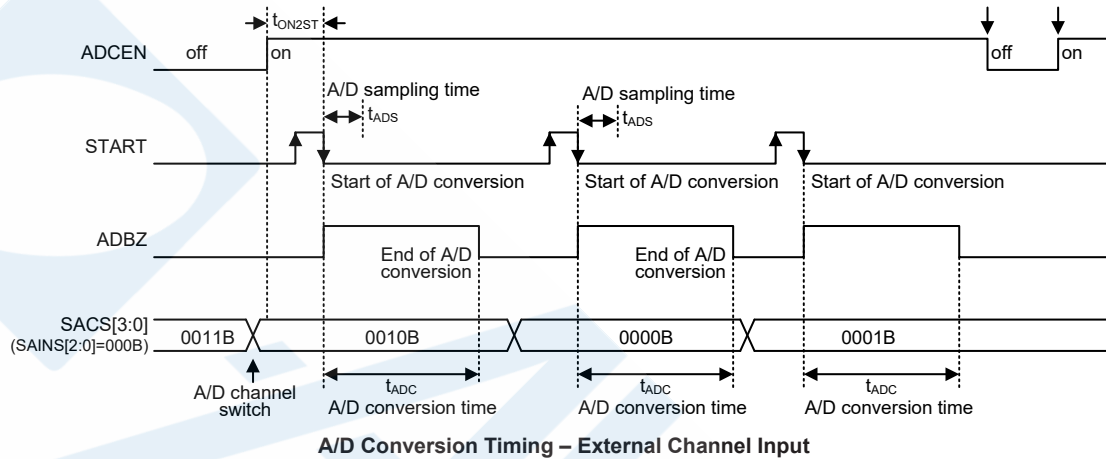 tON2ST
ADCEN off on off on
A/D sampling time A/D sampling time
tADS tADS
START
Start of A/D conversion Start of A/D conversion Start of A/D conversion
ADBZ
End of A/D conversion End of A/D conversion
SACS[3:0]
(SAINS[2:0]=000B)
0011B 0010B 0000B 0001B
A/D channel switch
tADC tADC tADC
A/D conversion time A/D conversion time A/D conversion time
A/D Conversion Timing – External Channel Input